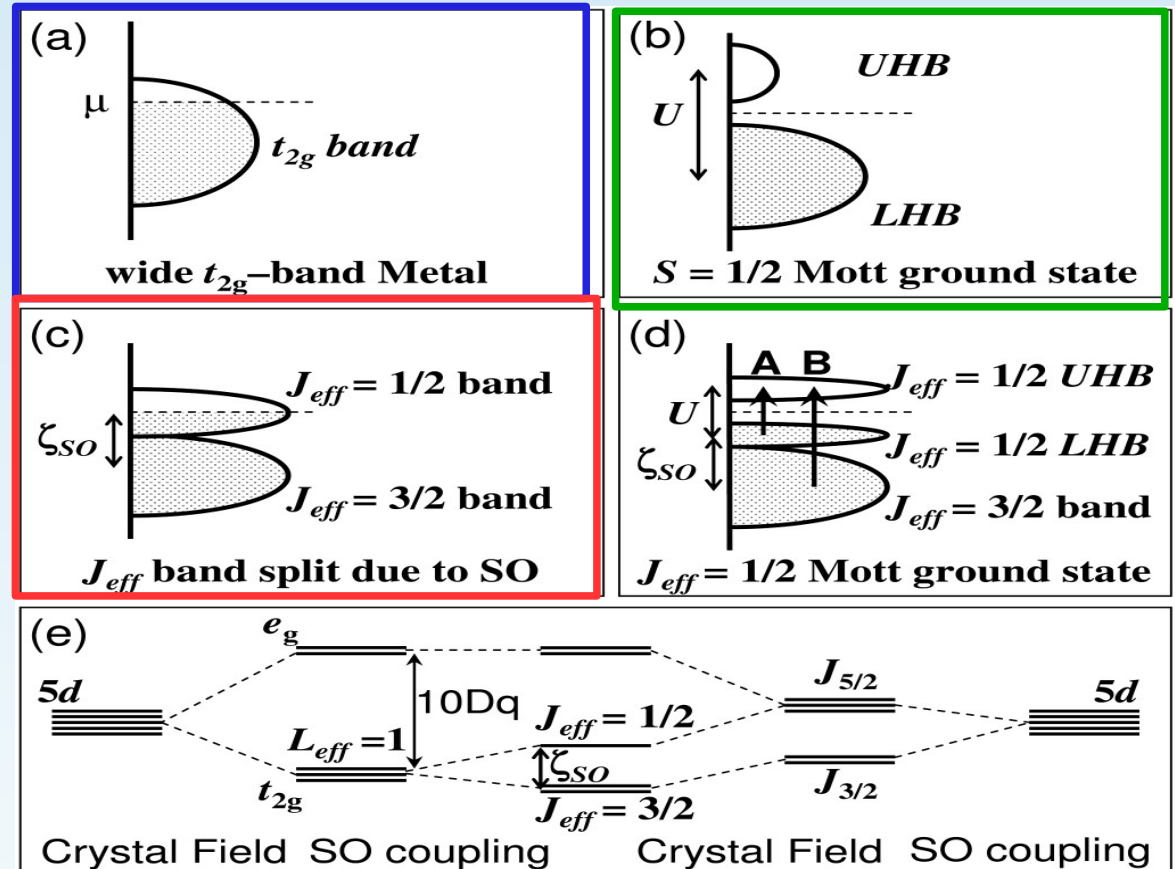 (a)
μ
t2g band
wide t2g–band Metal
(b)
UHB
U
LHB
S = 1/2 Mott ground state
(c)
Jeff = 1/2 band
ζSO
Jeff = 3/2 band
Jeff band split due to SO
(d)
A B
Jeff = 1/2 UHB
U
Jeff = 1/2 LHB
ζSO
Jeff = 3/2 band
Jeff = 1/2 Mott ground state
(e)
eg
5d
10Dq
Leff =1
t2g
Jeff = 1/2
ζSO
Jeff = 3/2
J5/2
J3/2
5d
Crystal Field SO coupling Crystal Field SO coupling